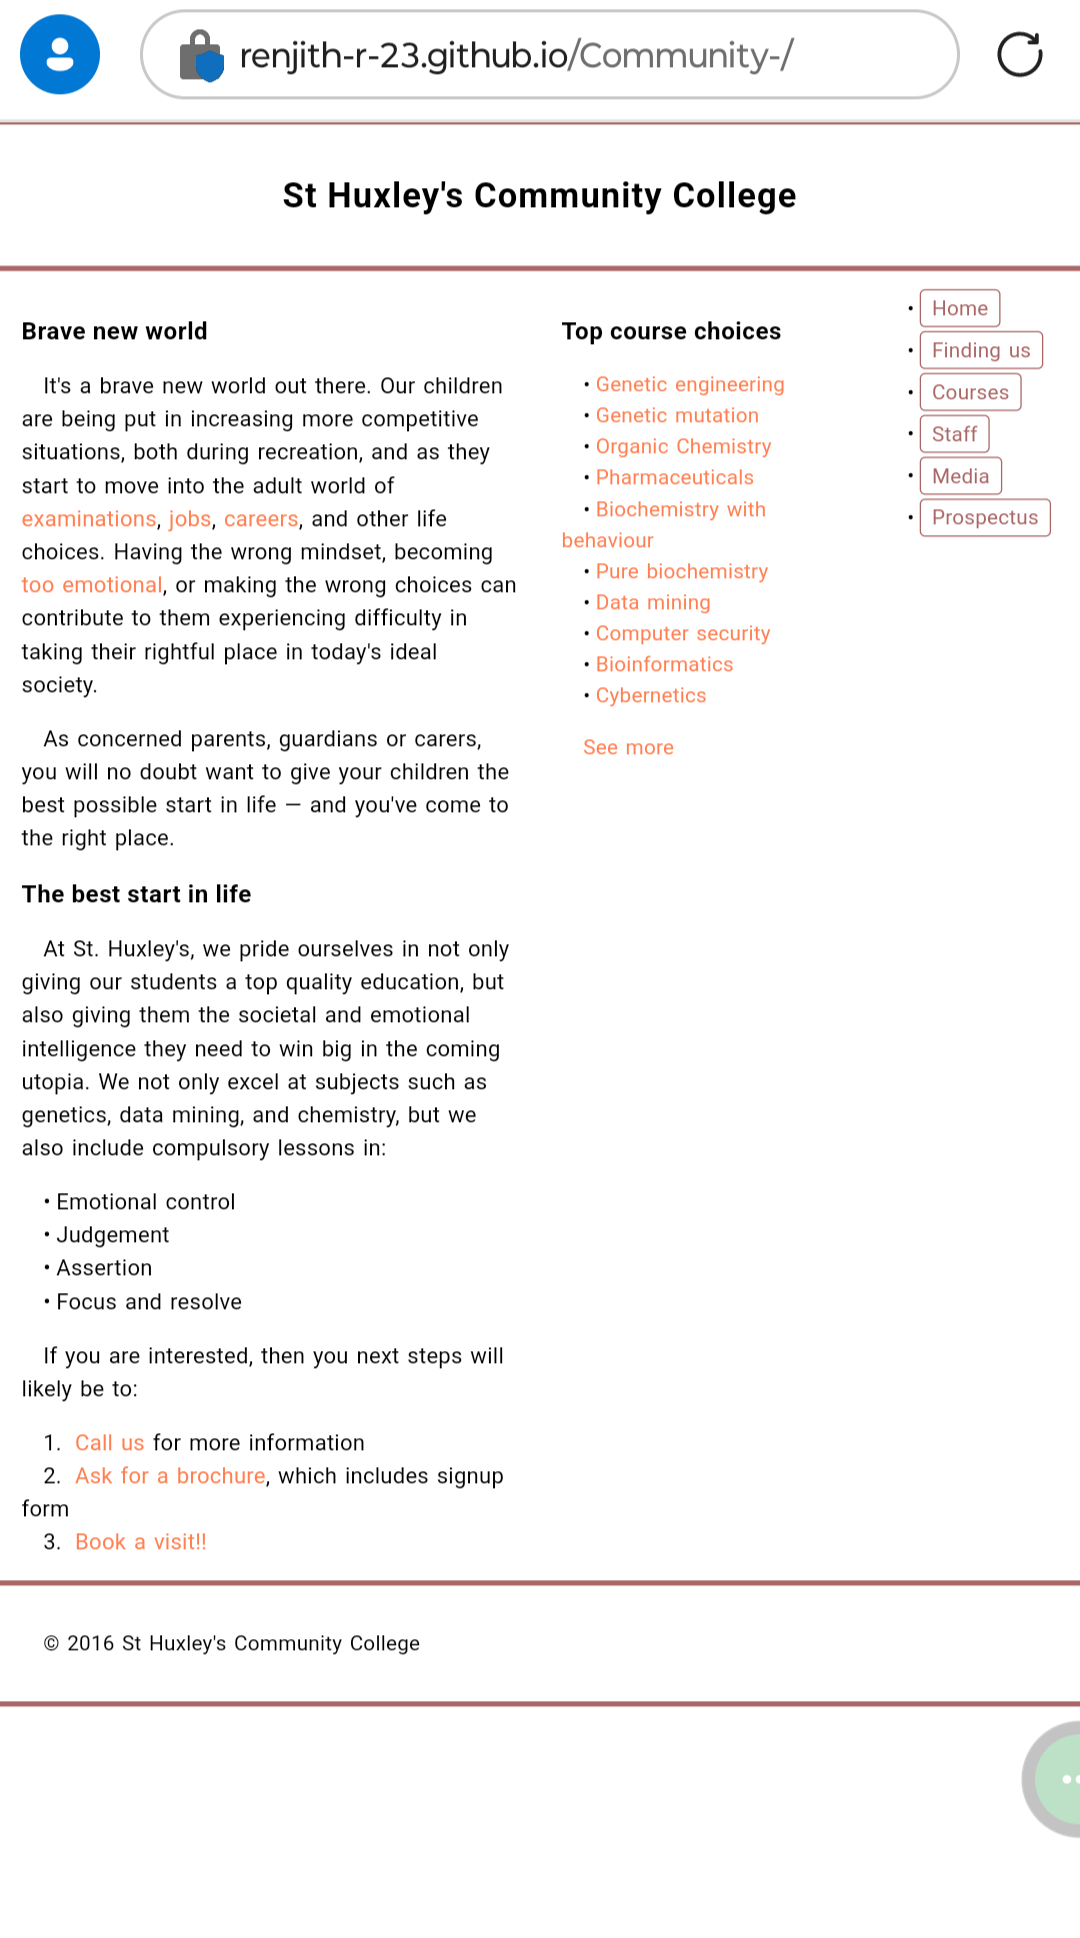 renjith-r-23.github.io/Community-/
St Huxley's Community College
Brave new world
It's a brave new world out there. Our children
are being put in increasing more competitive
situations, both during recreation, and as they
start to move into the adult world of
examinations, jobs, careers, and other life
choices. Having the wrong mindset, becoming
too emotional, or making the wrong choices can
contribute to them experiencing difficulty in
taking their rightful place in today's ideal
society.
As concerned parents, guardians or carers,
you will no doubt want to give your children the
best possible start in life — and you've come to
the right place.
The best start in life
At St. Huxley's, we pride ourselves in not only
giving our students a top quality education, but
also giving them the societal and emotional
intelligence they need to win big in the coming
utopia. We not only excel at subjects such as
genetics, data mining, and chemistry, but we
also include compulsory lessons in:
• Emotional control
• Judgement
• Assertion
• Focus and resolve
If you are interested, then you next steps will
likely be to:
1. Call us for more information
2. Ask for a brochure, which includes signup
form
3. Book a visit!!
Top course choices
• Genetic engineering
• Genetic mutation
• Organic Chemistry
• Pharmaceuticals
• Biochemistry with
behaviour
• Pure biochemistry
• Data mining
• Computer security
• Bioinformatics
• Cybernetics
See more
• Home
• Finding us
• Courses
• Staff
• Media
• Prospectus
© 2016 St Huxley's Community College